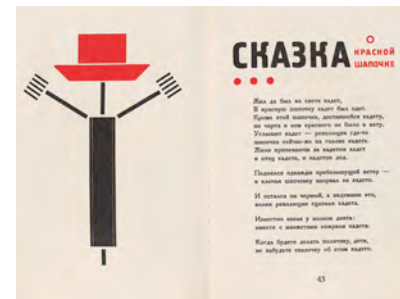 СКАЗКА
О
КРАСНОЙ
ШАПОЧКЕ
Жил да был на свете кадет,
В красную шапочку кадет был одет.
Кроме этой шапочки, доставшейся кадету,
ни черта в нем красного не было и нету.
Услышит кадет — революция где-то
шапочка сейчас-же на голове кадета.
Жили припеваючи за кадетом кадет
и отец кадета, и кадетов дед.
Поднялся однажды пребольшущий ветер —
в клочья шапченку изорвал на кадете.
И остался он черный, а видевшие это,
волки революции сцапали кадета.
Известно какая у волков диета:
вместе с манжетами сожрали кадета.
Когда будете делать политику, дети,
не забудьте сказочку об этом кадете.
43